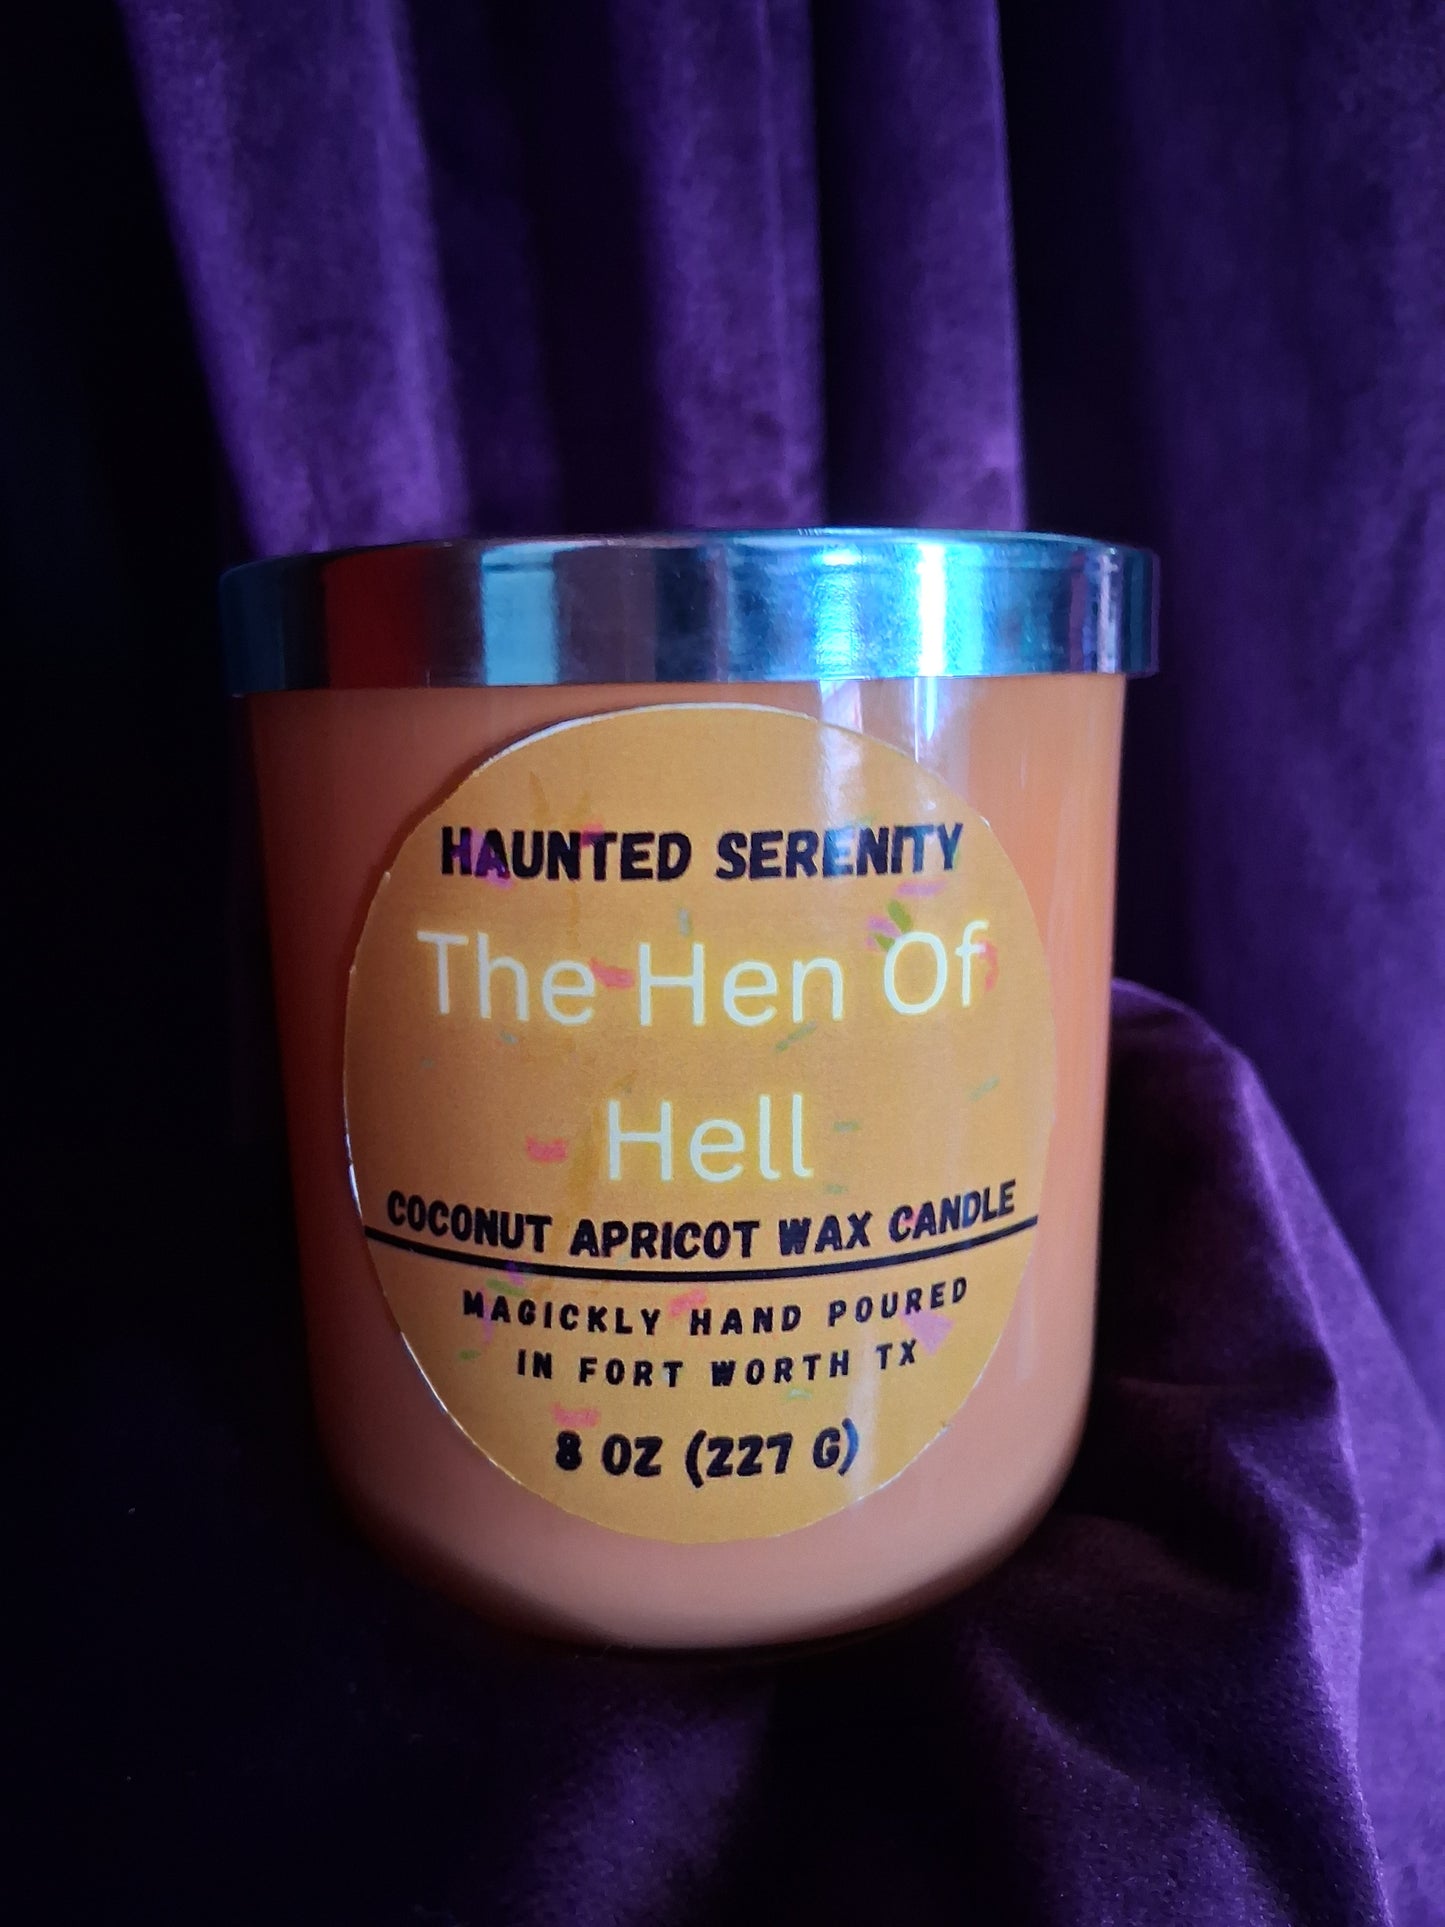 HAUNTED SERENITY
The Hen Of
Hell
COCONUT APRICOT WAX CANDLE
MAGICKLY HAND POURED
IN FORT WORTH TX
8 OZ (227 G)